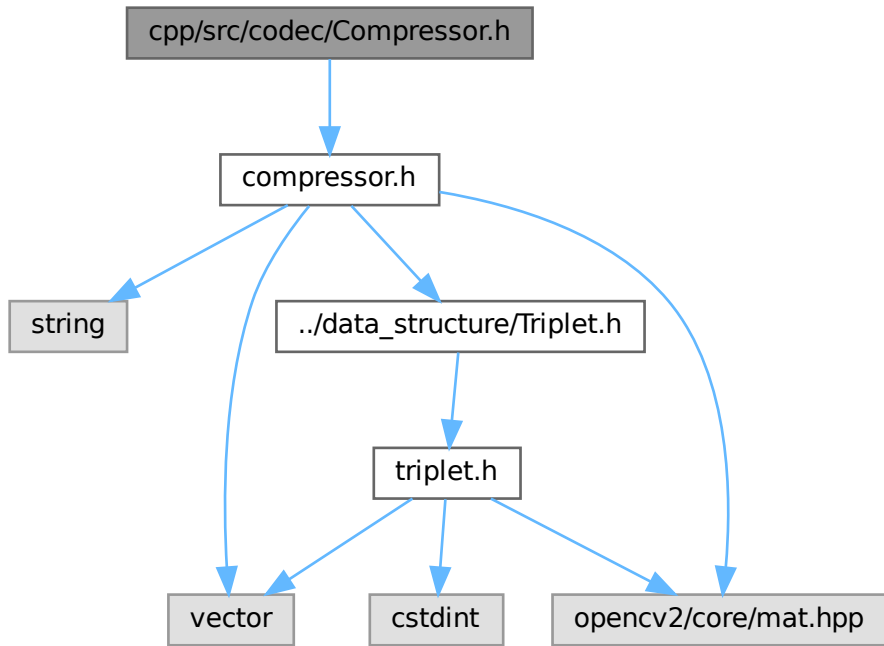 cpp/src/codec/Compressor.h
compressor.h
string
../data_structure/Triplet.h
triplet.h
vector
cstdint
opencv2/core/mat.hpp